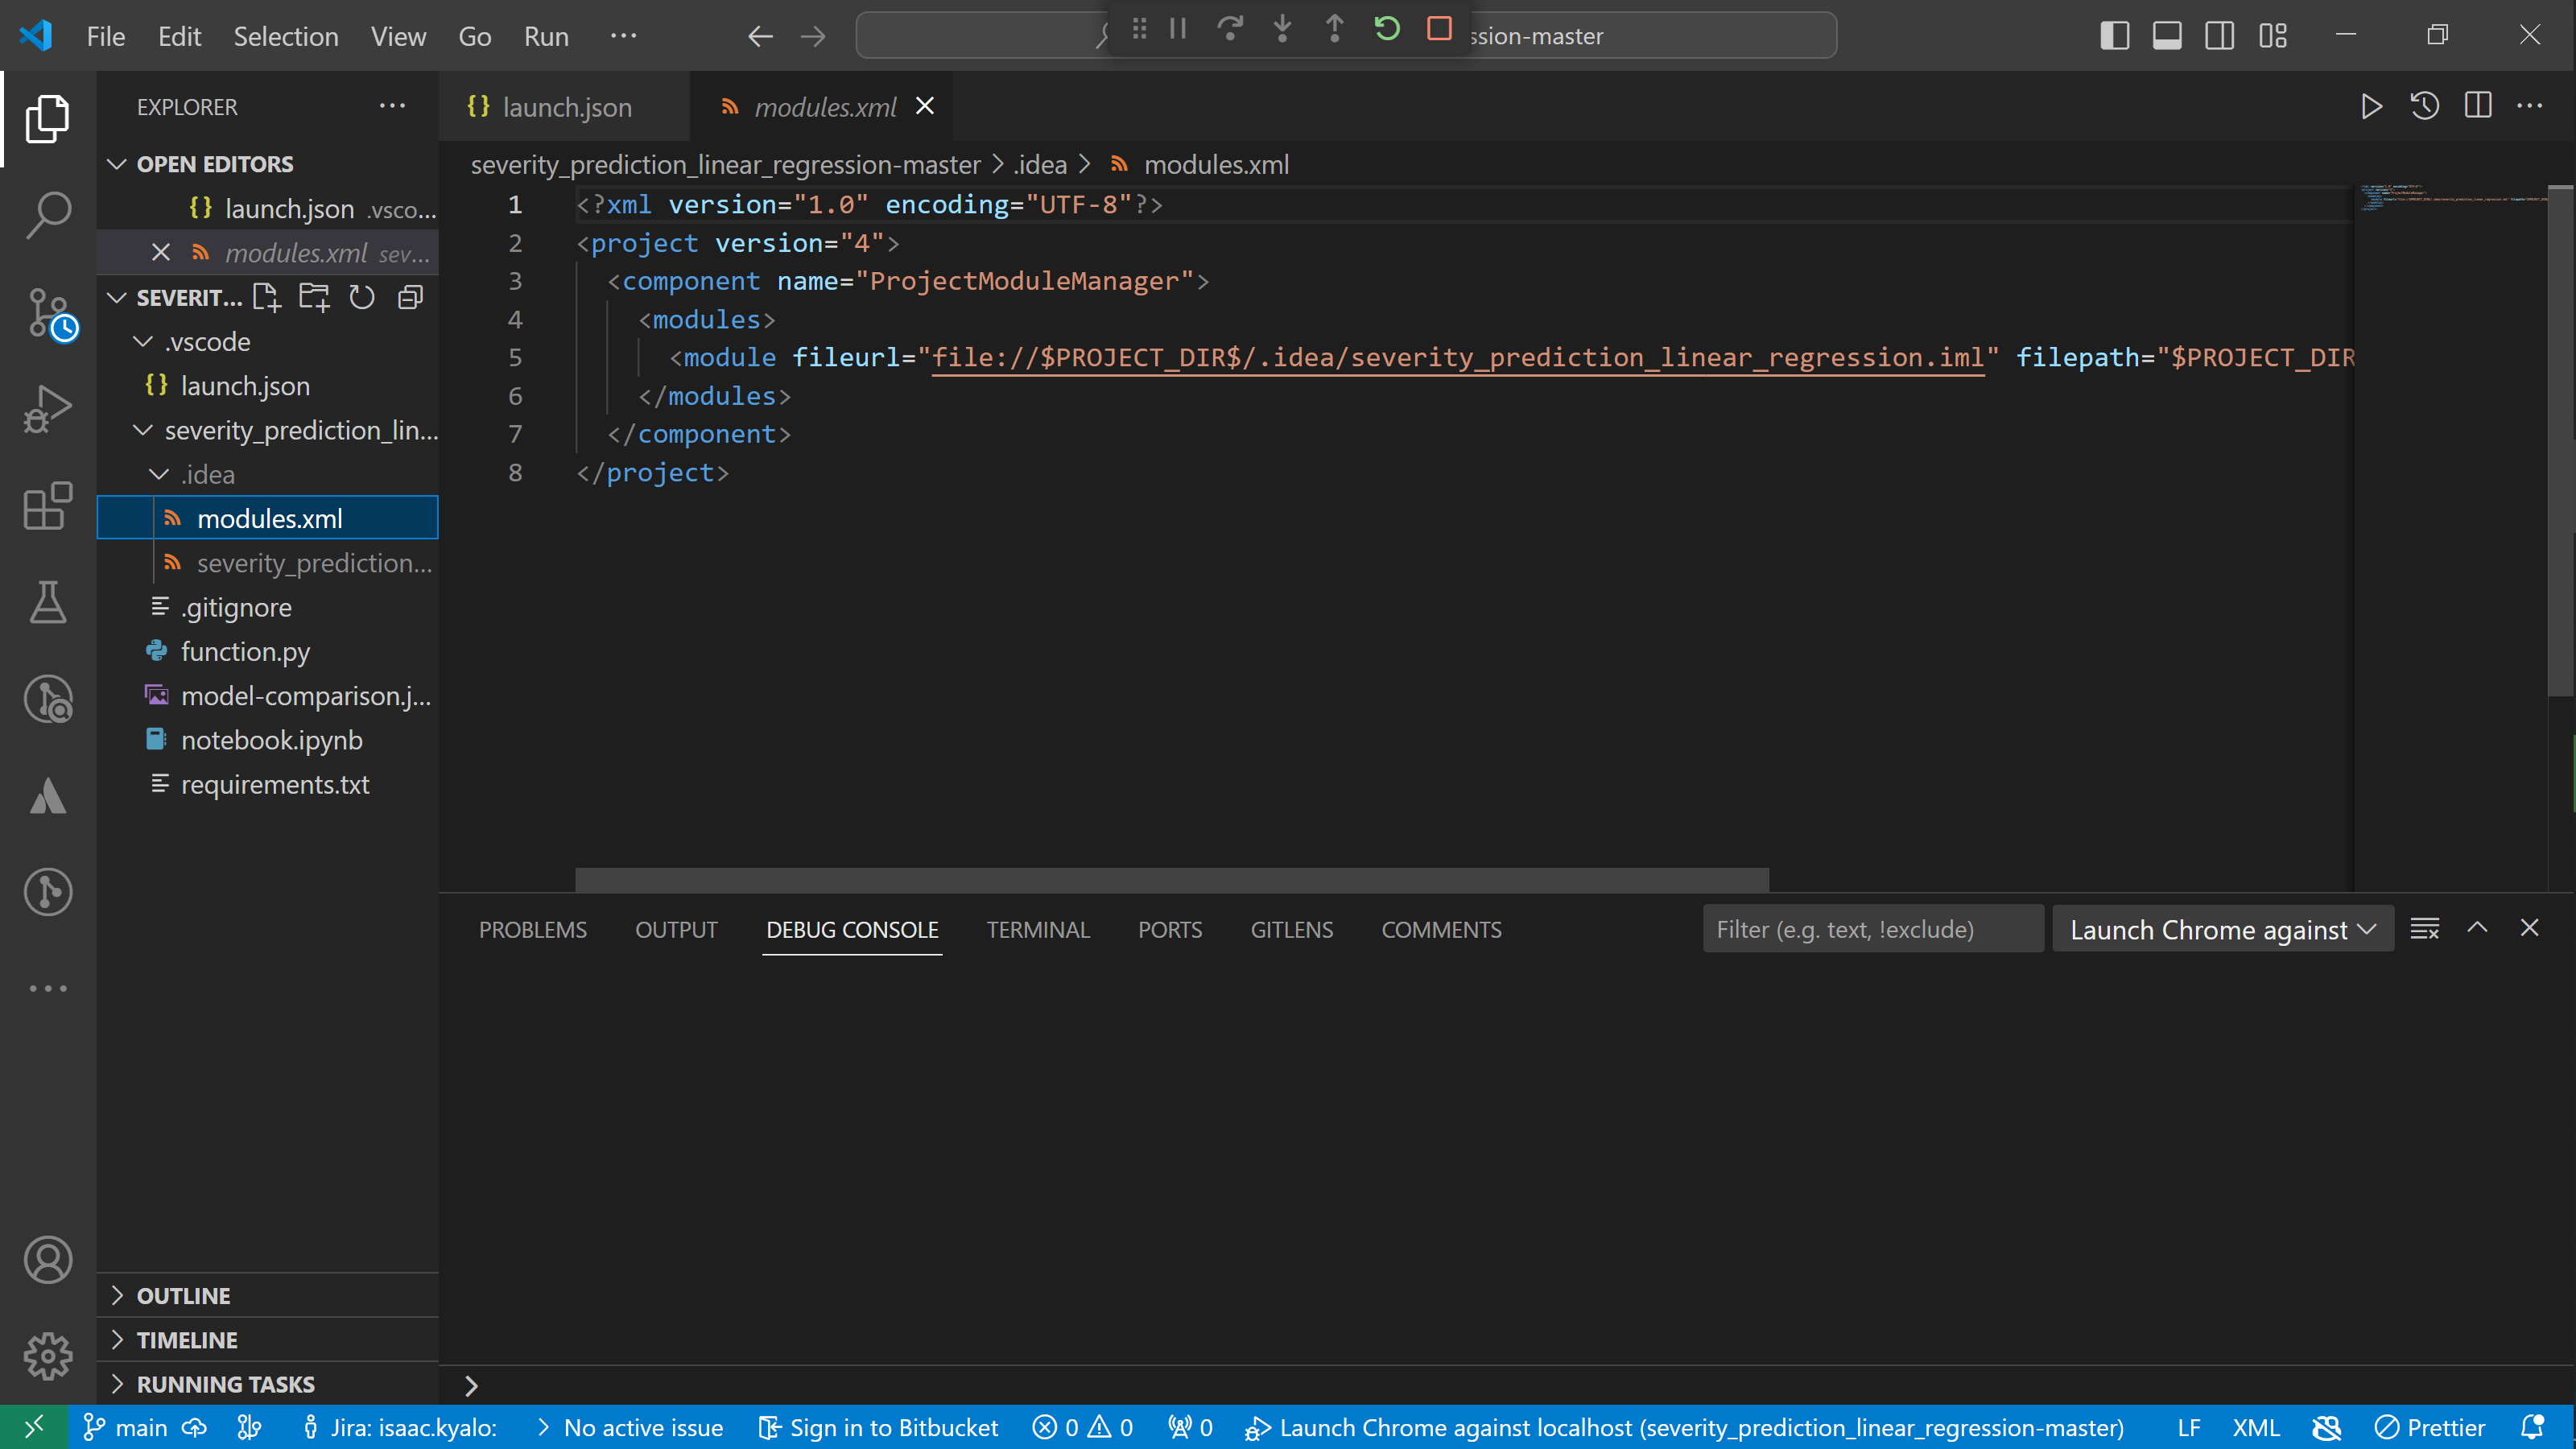 File Edit Selection View Go Run ···
ssion-master
EXPLORER
launch.json
modules.xml
OPEN EDITORS
launch.json .vsco...
modules.xml sev...
SEVERIT...
.vscode
launch.json
severity_prediction_lin...
.idea
modules.xml
severity_prediction...
.gitignore
function.py
model-comparison.j...
notebook.ipynb
requirements.txt
OUTLINE
TIMELINE
RUNNING TASKS
severity_prediction_linear_regression-master > .idea > modules.xml
1 <?xml version="1.0" encoding="UTF-8"?>
2 <project version="4">
3 <component name="ProjectModuleManager">
4 <modules>
5 <module fileurl="file://$PROJECT_DIR$/.idea/severity_prediction_linear_regression.iml" filepath="$PROJECT_DIR
6 </modules>
7 </component>
8 </project>
PROBLEMS OUTPUT DEBUG CONSOLE TERMINAL PORTS GITLENS COMMENTS
Filter (e.g. text, !exclude)
Launch Chrome against
main
Jira: isaac.kyalo:
No active issue
Sign in to Bitbucket
0 0
0
Launch Chrome against localhost (severity_prediction_linear_regression-master)
LF
XML
Prettier